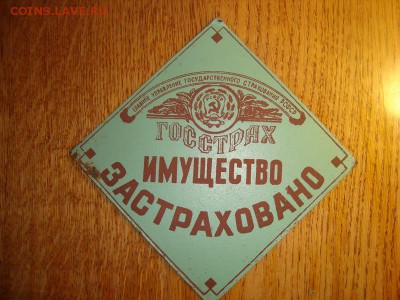 COINS.LAVE.RU
ГЛАВНОЕ УПРАВЛЕНИЕ ГОСУДАРСТВЕННОГО СТРАХОВАНИЯ РСФСР
ГОССТРАХ
ИМУЩЕСТВО
ЗАСТРАХОВАНО